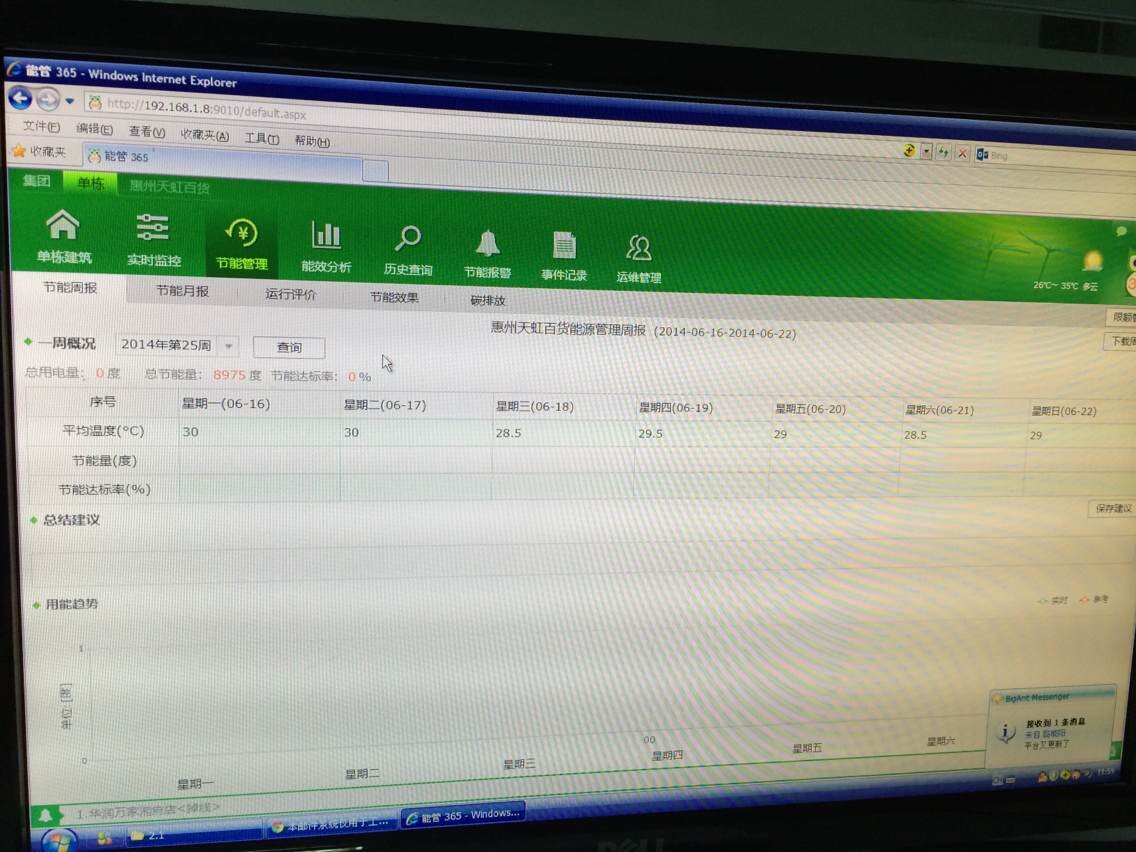 能管 365 - Windows Internet Explorer
http://192.168.1.8:9010/default.aspx
文件(F) 编辑(E) 查看(V) 收藏夹(A) 工具(T) 帮助(H)
Bing
收藏夹 能管 365
集团 单栋 惠州天虹百货
单栋建筑 实时监控 节能管理 能效分析 历史查询 节能报警 事件记录 运维管理
26℃~ 35℃ 多云
节能周报 节能月报 运行评价 节能效果 碳排放
惠州天虹百货能源管理周报 (2014-06-16-2014-06-22)
一周概况 2014年第25周 查询
下载周
总用电量: 0 度 总节能量: 8975 度 节能达标率: 0 %
序号 星期一(06-16) 星期二(06-17) 星期三(06-18) 星期四(06-19) 星期五(06-20) 星期六(06-21) 星期日(06-22)
平均温度(°C) 30 30 28.5 29.5 29 28.5 29
节能量(度)
节能达标率(%)
总结建议
保存建议
用能趋势
实时 参考
1
单位: [度]
0
00
星期一 星期二 星期三 星期四 星期五 星期六
BigAnt Messenger
接收到 1 条消息
平台又更新了
1.华润万家湘府店<掉线>
2.1
本邮件系统仅用于工...
能管 365 - Windows...
11:51
DELL